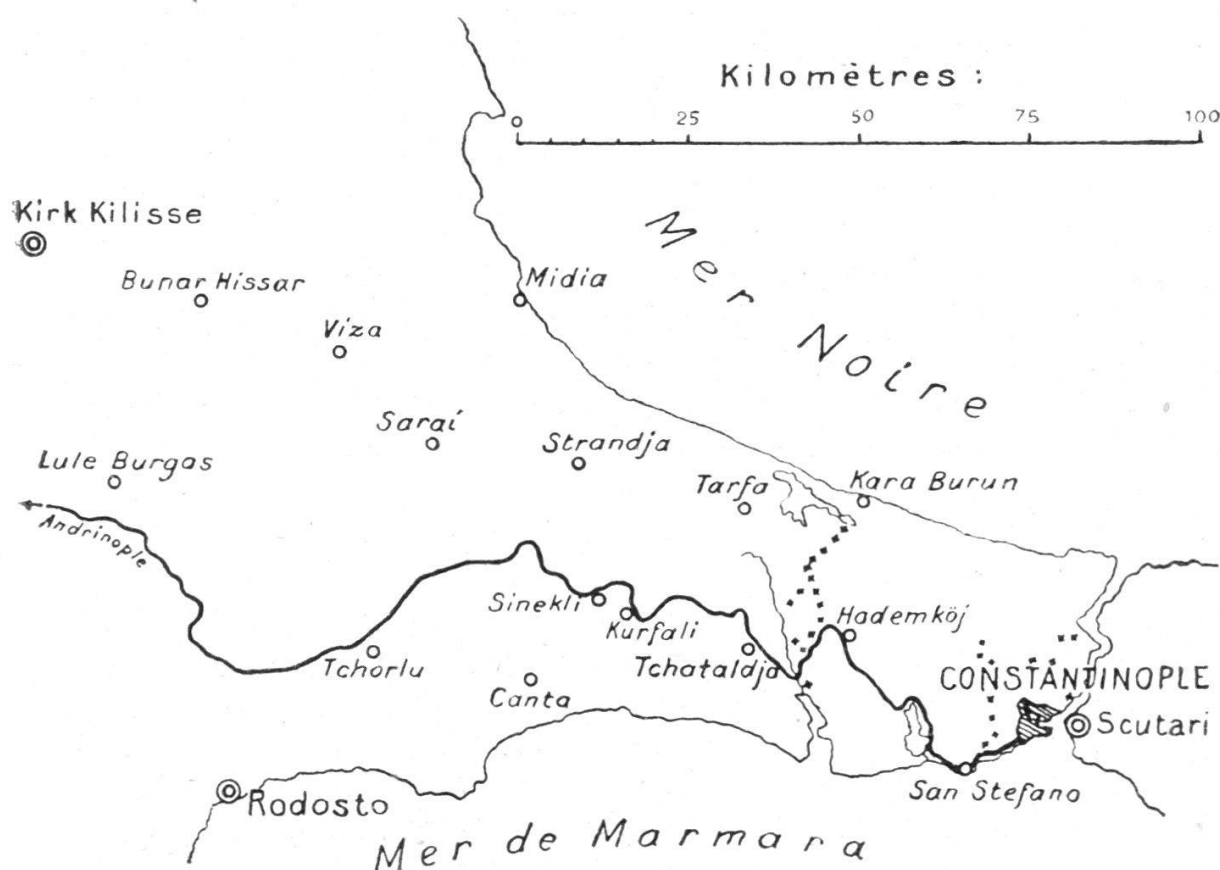 Kilomètres :
0 25 50 75 100
Kirk Kilisse
Mer Noire
Bunar Hissar
Midia
Viza
Saraí
Strandja
Lule Burgas
Tarfa
Kara Burun
Andrinople
Sinekli
Kurfali
Hademköj
Tchorlu
Tchataldja
Canta
CONSTANTINOPLE
Scutari
San Stefano
Rodosto
Mer de Marmara